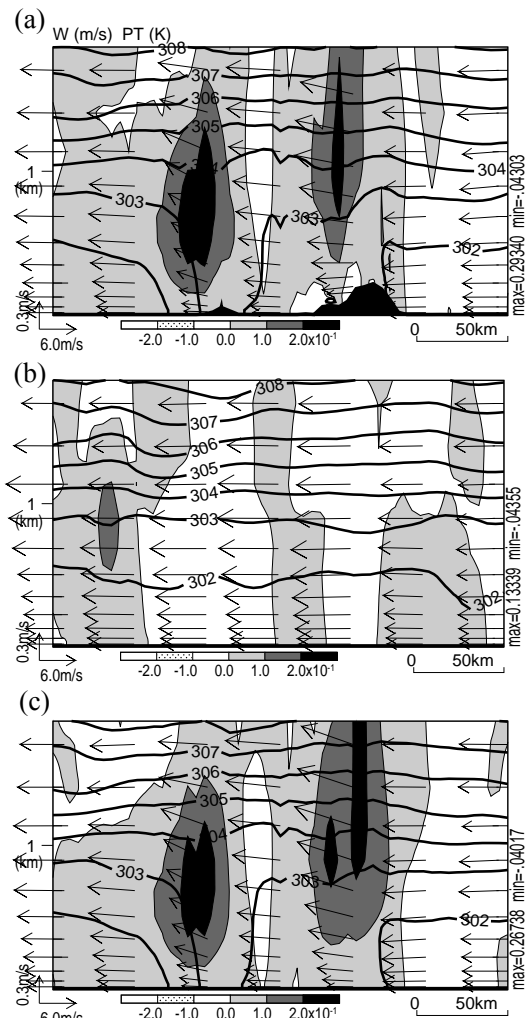 (a)
W (m/s) PT (K)
308
307
306
305
304
304
303
303
302
1
(km)
max=0.29340 min=-.04303
0.3m/s
6.0m/s
-2.0 -1.0 0.0 1.0 2.0x10⁻¹
0 50km
(b)
308
307
306
305
304
303
302
302
1
(km)
max=0.13339 min=-.04355
0.3m/s
6.0m/s
-2.0 -1.0 0.0 1.0 2.0x10⁻¹
0 50km
(c)
307
306
305
304
303
303
302
1
(km)
max=0.26738 min=-.04017
0.3m/s
6.0m/s
-2.0 -1.0 0.0 1.0 2.0x10⁻¹
0 50km